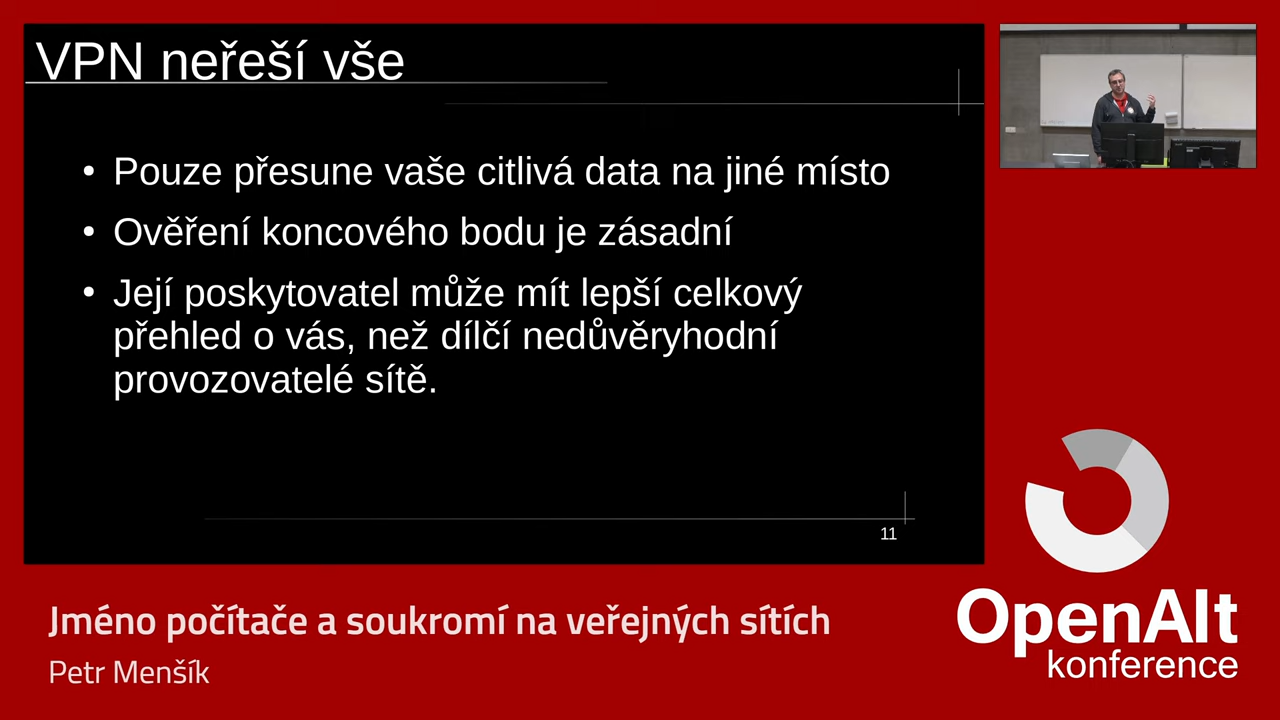 VPN neřeší vše
• Pouze přesune vaše citlivá data na jiné místo
• Ověření koncového bodu je zásadní
• Její poskytovatel může mít lepší celkový
přehled o vás, než dílčí nedůvěryhodní
provozovatelé sítě.
11
Jméno počítače a soukromí na veřejných sítích
Petr Menšík
OpenAlt
konference